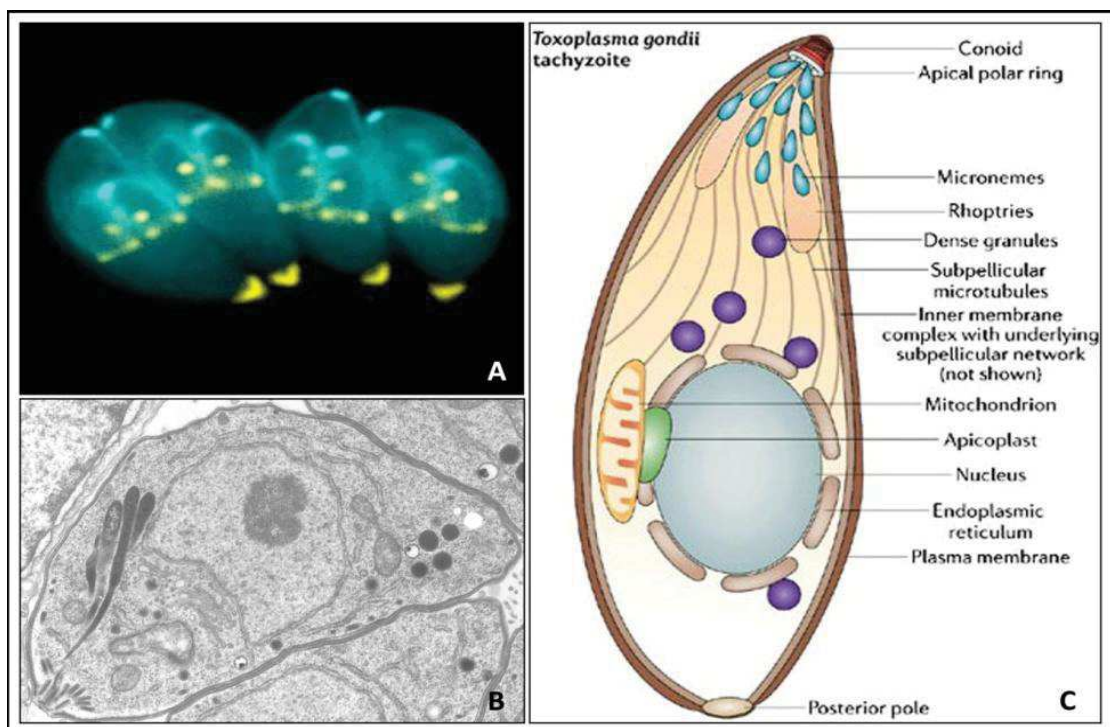 A
B
Toxoplasma gondii
tachyzoite
Conoid
Apical polar ring
Micronemes
Rhoptries
Dense granules
Subpellicular
microtubules
Inner membrane
complex with underlying
subpellicular network
(not shown)
Mitochondrion
Apicoplast
Nucleus
Endoplasmic
reticulum
Plasma membrane
Posterior pole
C